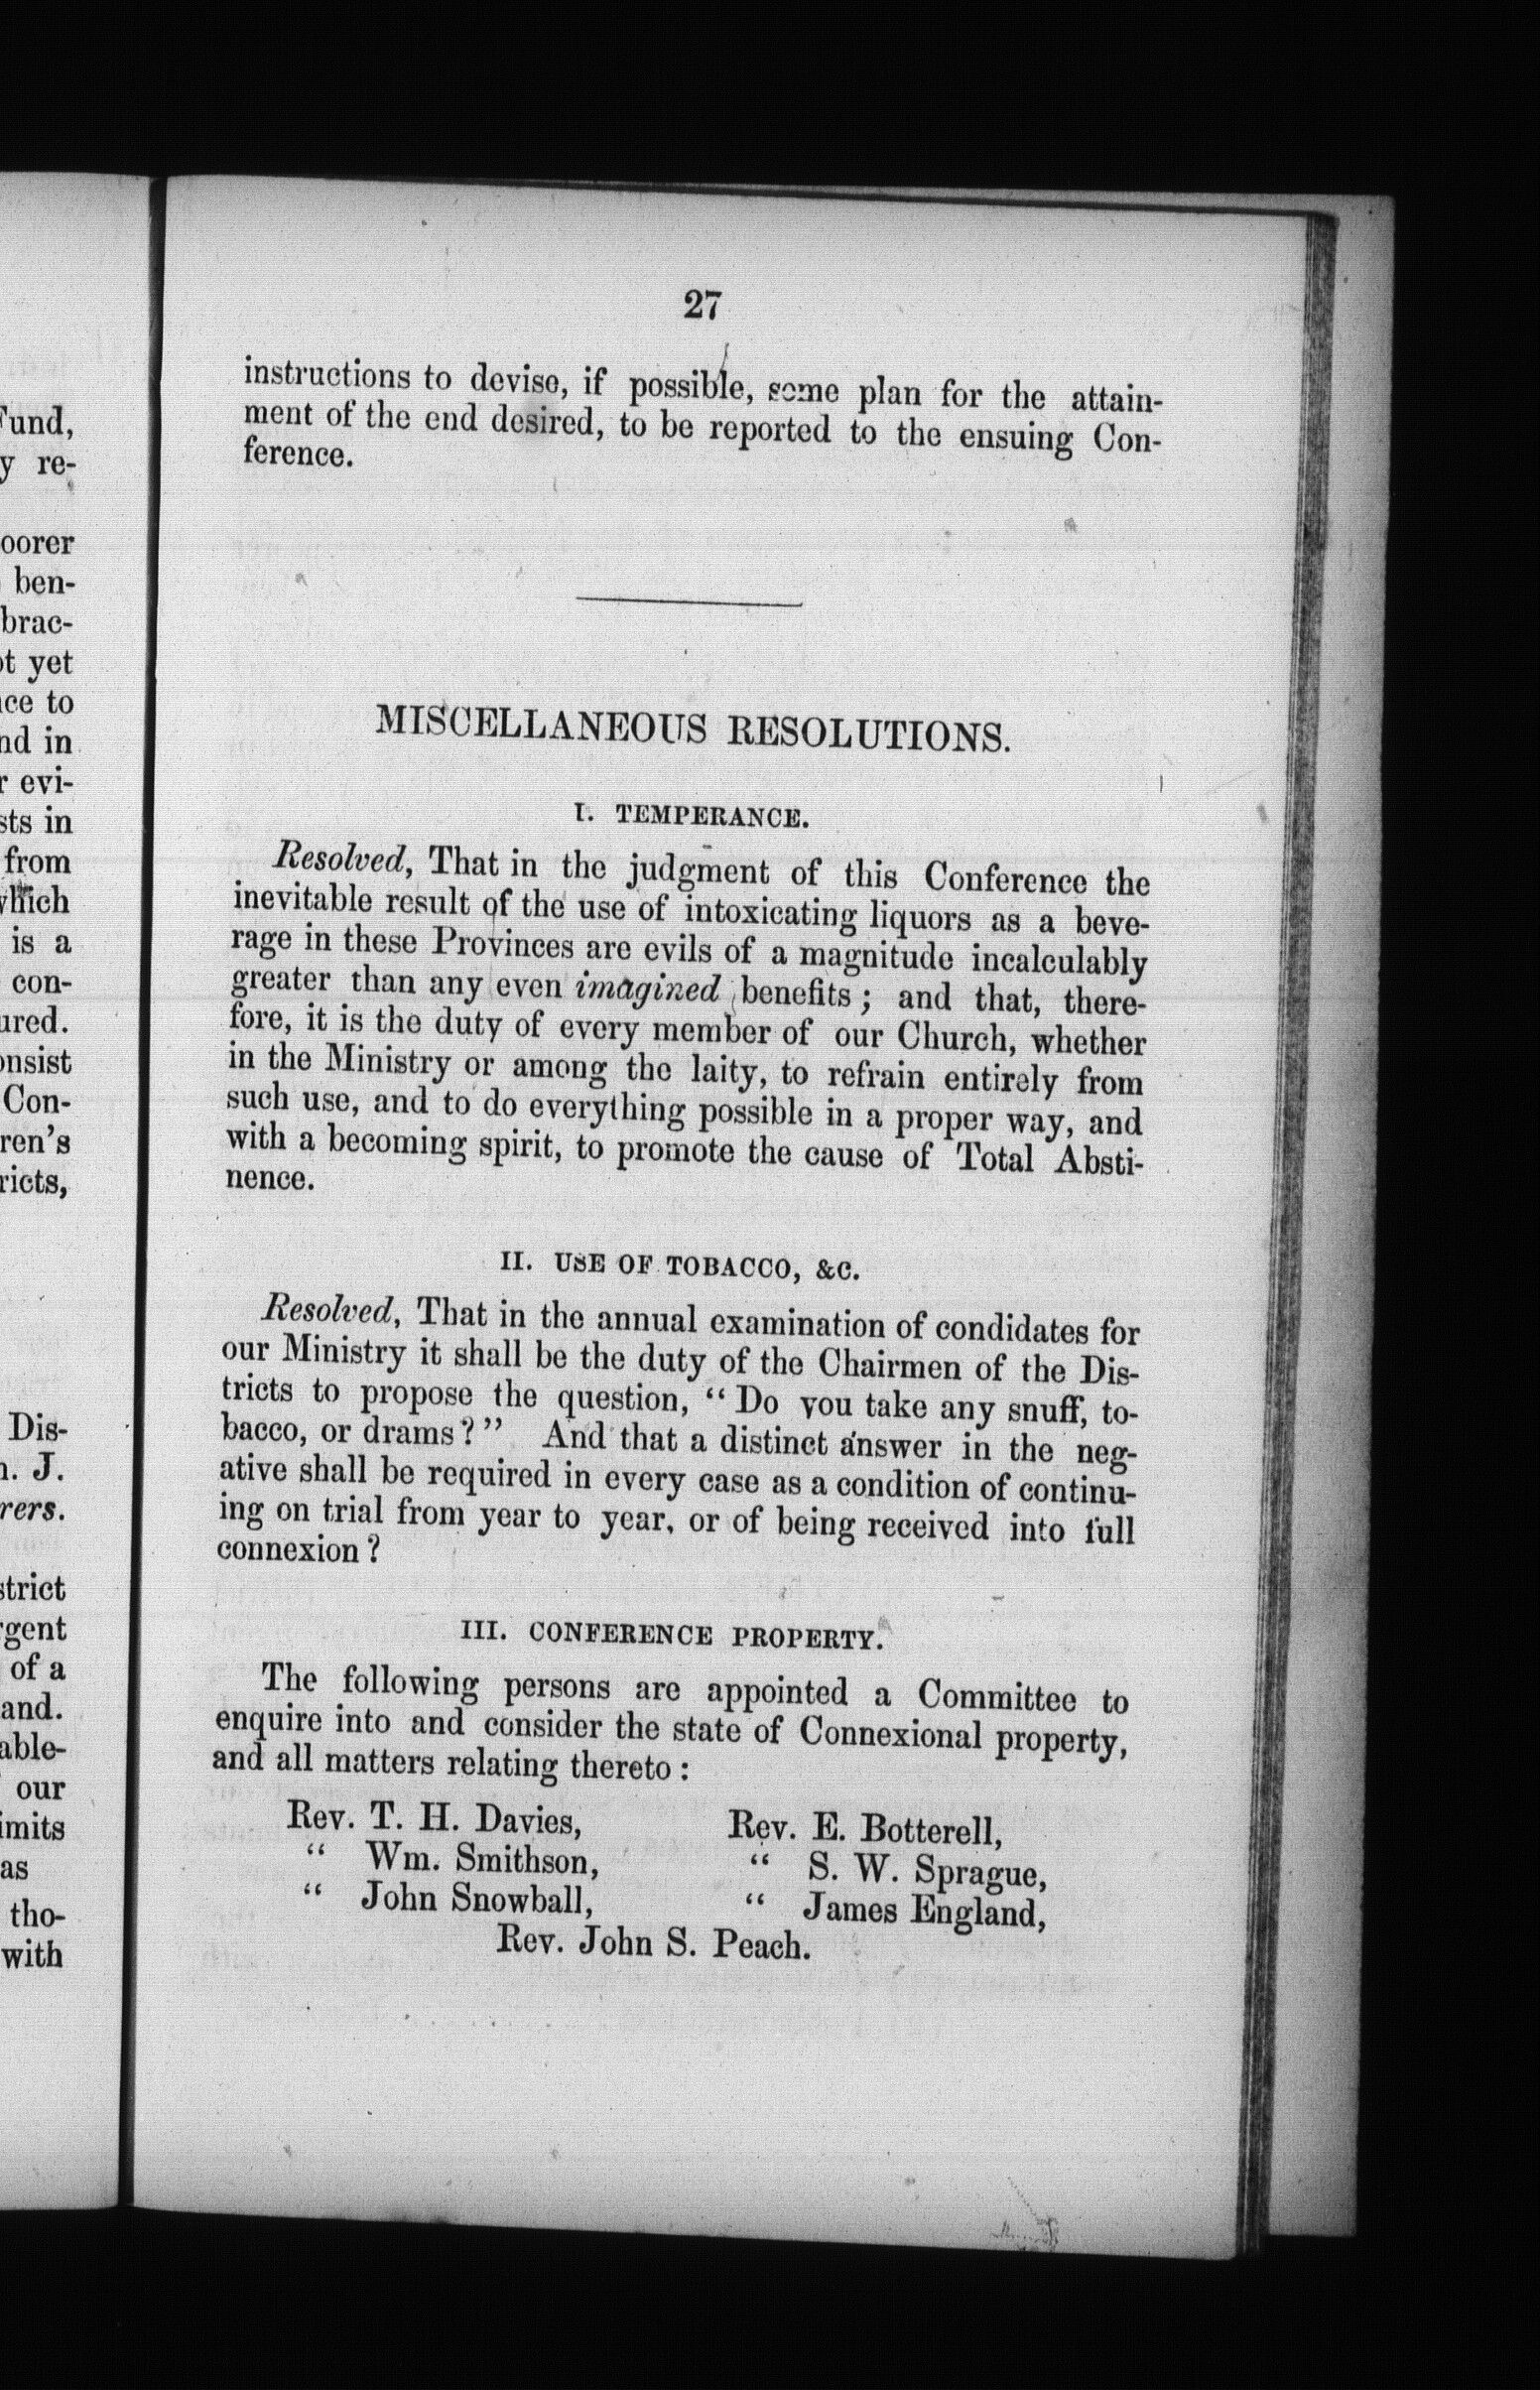 27
instructions to devise, if possible, some plan for the attain-
ment of the end desired, to be reported to the ensuing Con-
ference.
MISCELLANEOUS RESOLUTIONS.
I. TEMPERANCE.
Resolved, That in the judgment of this Conference the
inevitable result of the use of intoxicating liquors as a beve-
rage in these Provinces are evils of a magnitude incalculably
greater than any even imagined benefits; and that, there-
fore, it is the duty of every member of our Church, whether
in the Ministry or among the laity, to refrain entirely from
such use, and to do everything possible in a proper way, and
with a becoming spirit, to promote the cause of Total Absti-
nence.
II. USE OF TOBACCO, &C.
Resolved, That in the annual examination of condidates for
our Ministry it shall be the duty of the Chairmen of the Dis-
tricts to propose the question, “Do you take any snuff, to-
bacco, or drams?” And that a distinct answer in the neg-
ative shall be required in every case as a condition of continu-
ing on trial from year to year, or of being received into full
connexion?
III. CONFERENCE PROPERTY.
The following persons are appointed a Committee to
enquire into and consider the state of Connexional property,
and all matters relating thereto:
Rev. T. H. Davies, Rev. E. Botterell,
“ Wm. Smithson, “ S. W. Sprague,
“ John Snowball, “ James England,
Rev. John S. Peach.